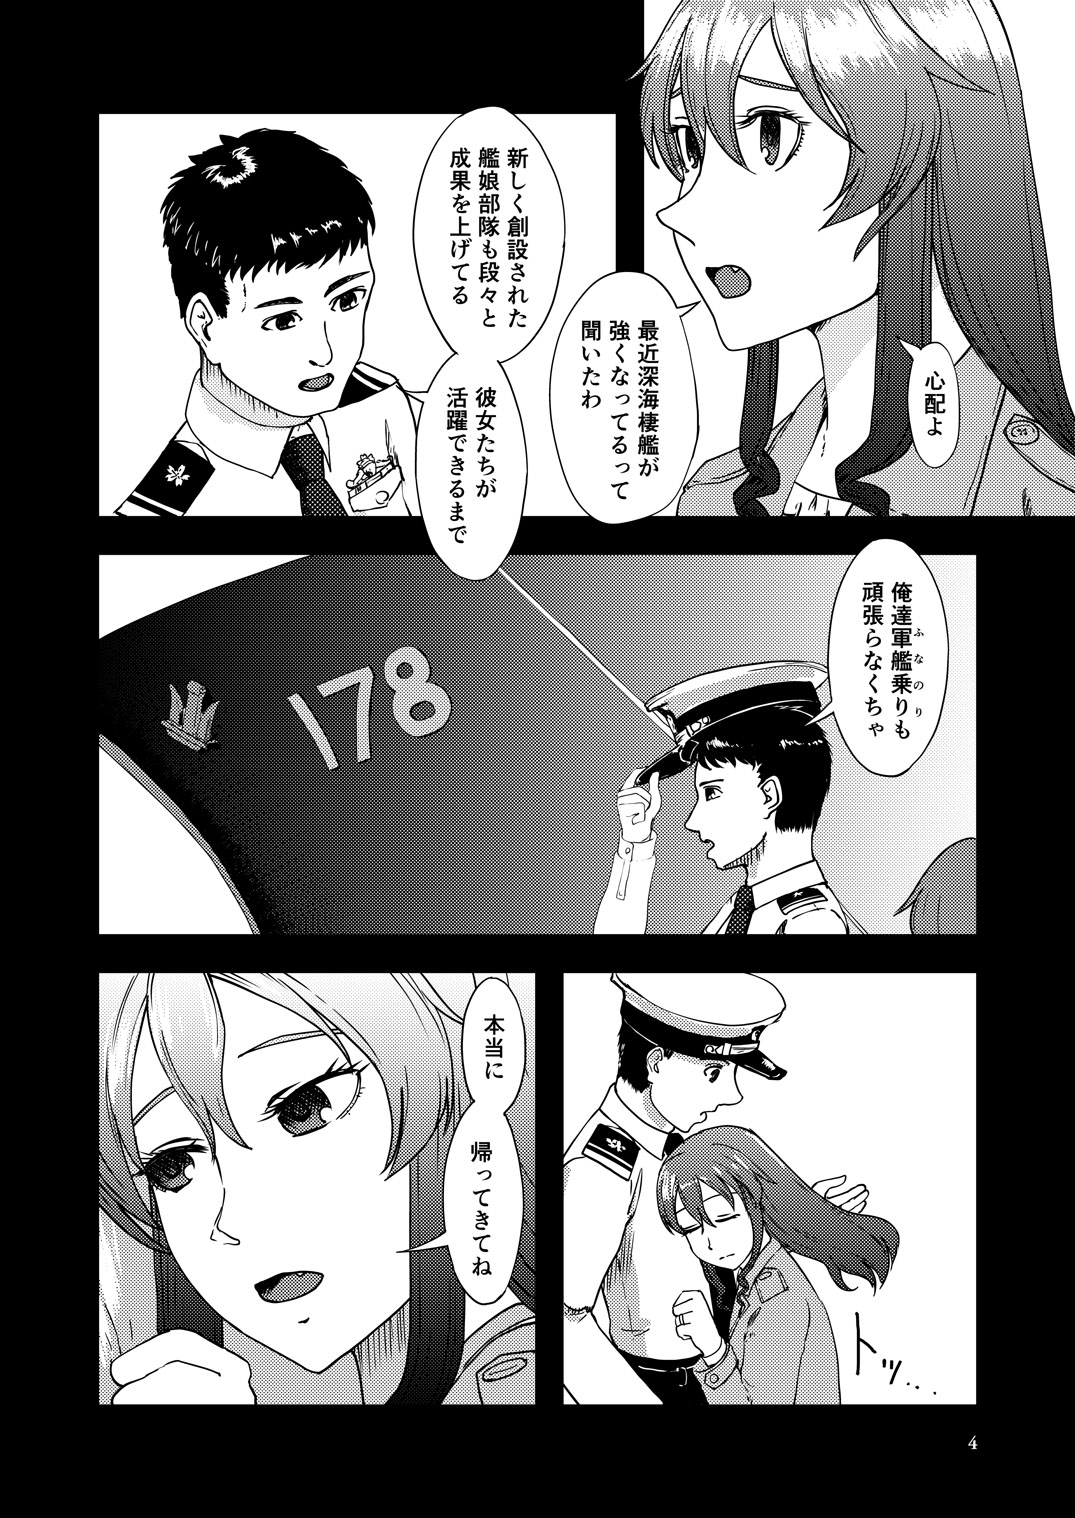 心配よ
最近深海棲艦が
強くなってるって
聞いたわ
新しく創設された
艦娘部隊も段々と
成果を上げてる
彼女たちが
活躍できるまで
俺達軍艦乗りも
ふなのり
頑張らなくちゃ
178
トッ...
本当に
帰ってきてね
4